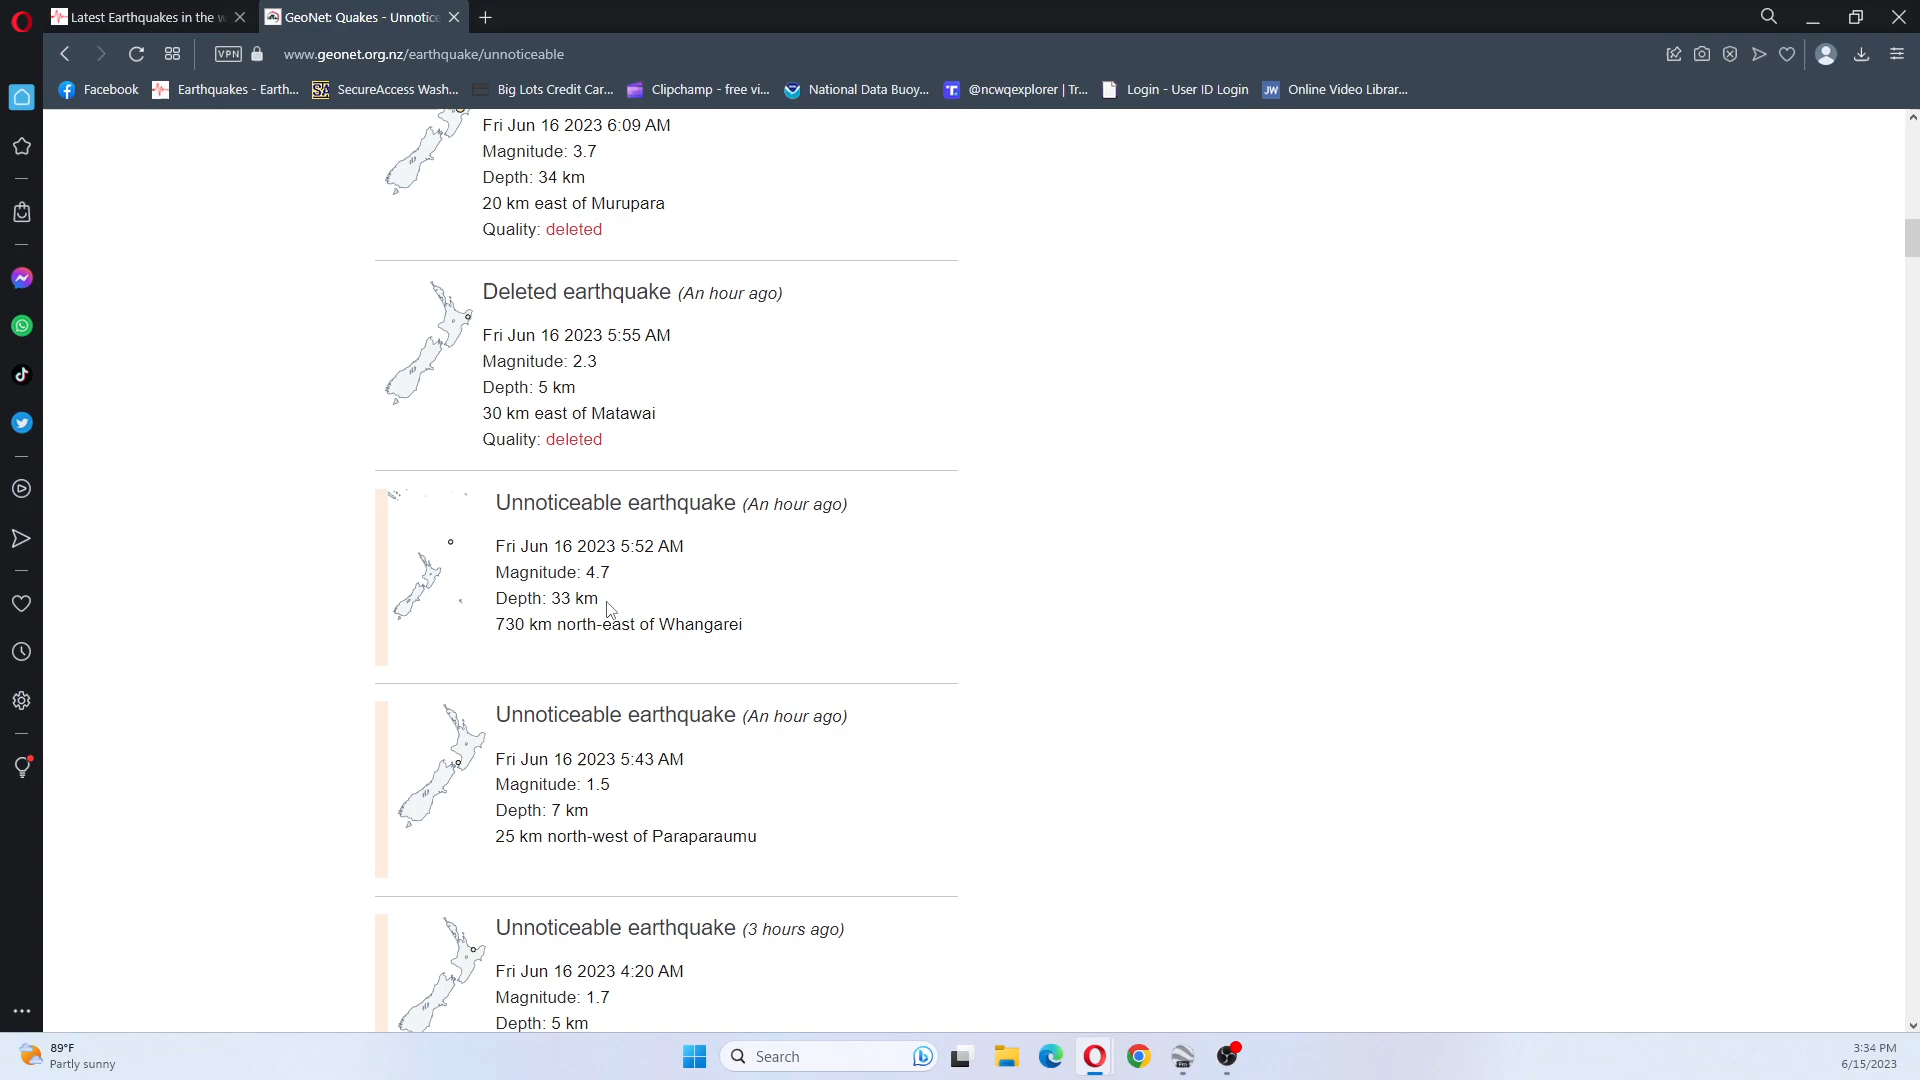 Latest Earthquakes in the w
GeoNet: Quakes - Unnotice
VPN
www.geonet.org.nz/earthquake/unnoticeable
Facebook
Earthquakes - Earth...
SA
SecureAccess Wash...
Big Lots Credit Car...
Clipchamp - free vi...
National Data Buoy...
T
@ncwqexplorer | Tr...
Login - User ID Login
JW
Online Video Librar...
Fri Jun 16 2023 6:09 AM
Magnitude: 3.7
Depth: 34 km
20 km east of Murupara
Quality: deleted
Deleted earthquake (An hour ago)
Fri Jun 16 2023 5:55 AM
Magnitude: 2.3
Depth: 5 km
30 km east of Matawai
Quality: deleted
Unnoticeable earthquake (An hour ago)
Fri Jun 16 2023 5:52 AM
Magnitude: 4.7
Depth: 33 km
730 km north-east of Whangarei
Unnoticeable earthquake (An hour ago)
Fri Jun 16 2023 5:43 AM
Magnitude: 1.5
Depth: 7 km
25 km north-west of Paraparaumu
Unnoticeable earthquake (3 hours ago)
Fri Jun 16 2023 4:20 AM
Magnitude: 1.7
Depth: 5 km
89°F
Partly sunny
Search
Pro
3:34 PM
6/15/2023